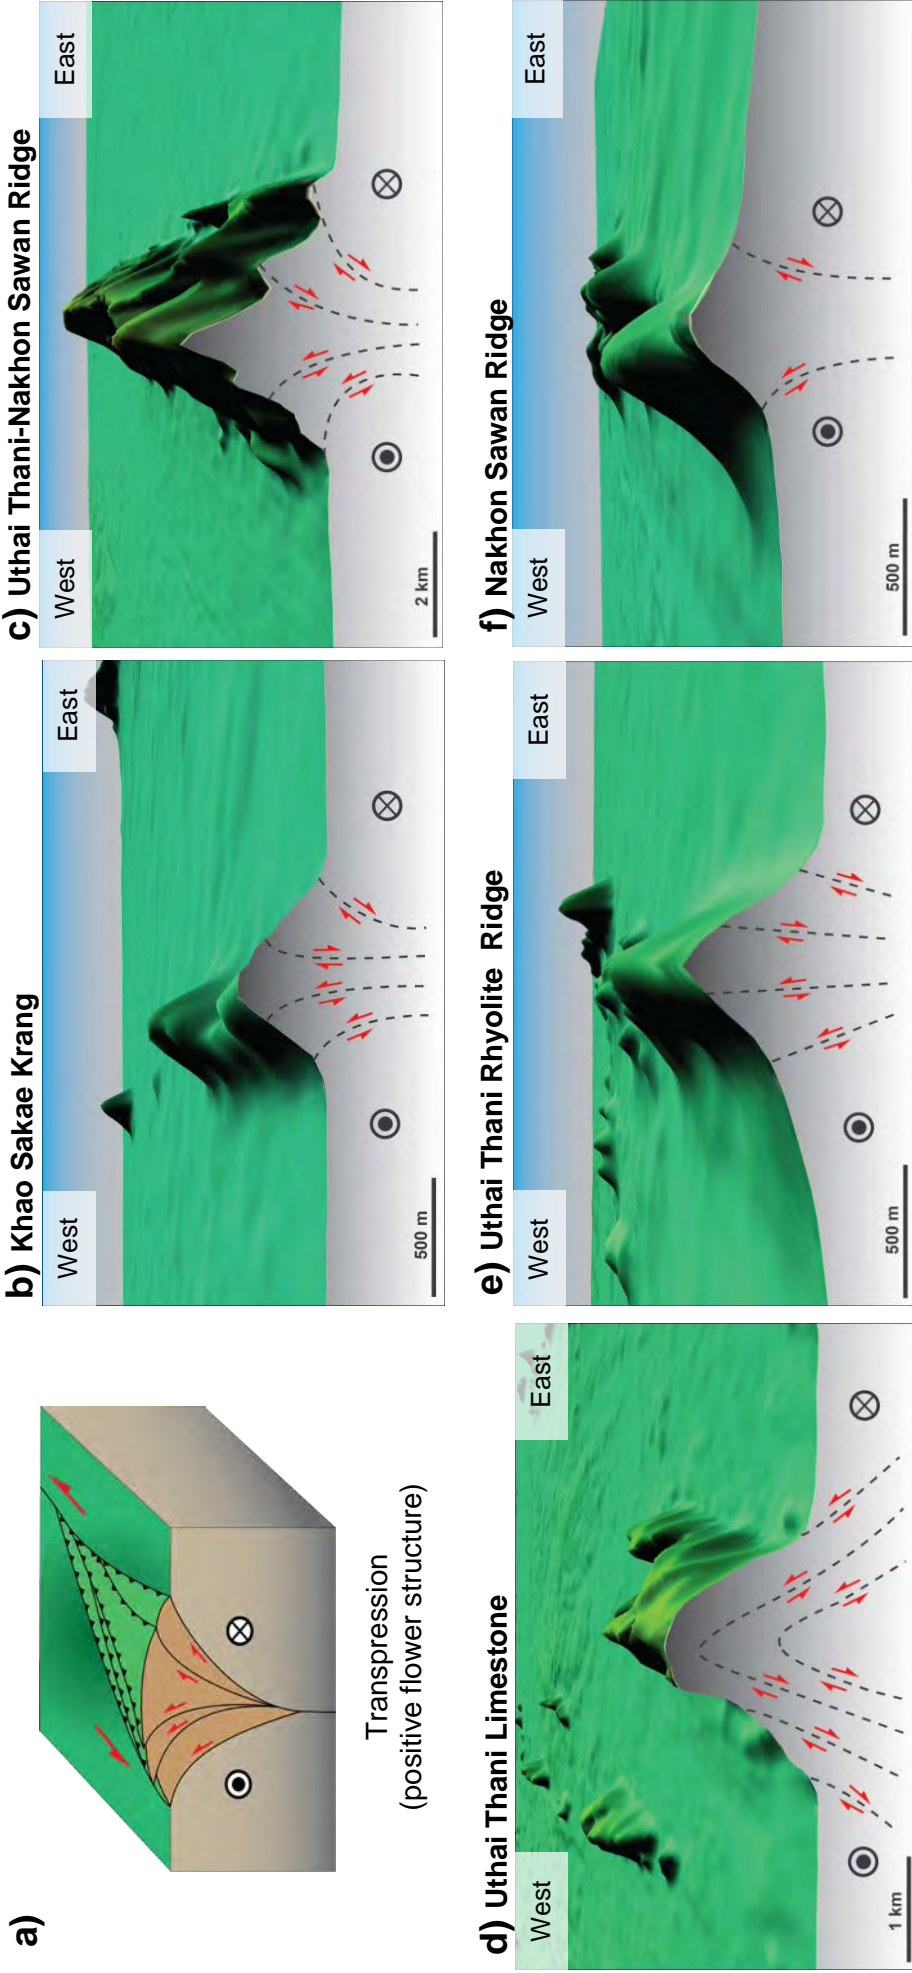 a)
Transpression
(positive flower structure)
b) Khao Sakae Krang
West
East
500 m
c) Uthai Thani-Nakhon Sawan Ridge
West
East
2 km
d) Uthai Thani Limestone
West
East
1 km
e) Uthai Thani Rhyolite Ridge
West
East
500 m
f) Nakhon Sawan Ridge
West
East
500 m